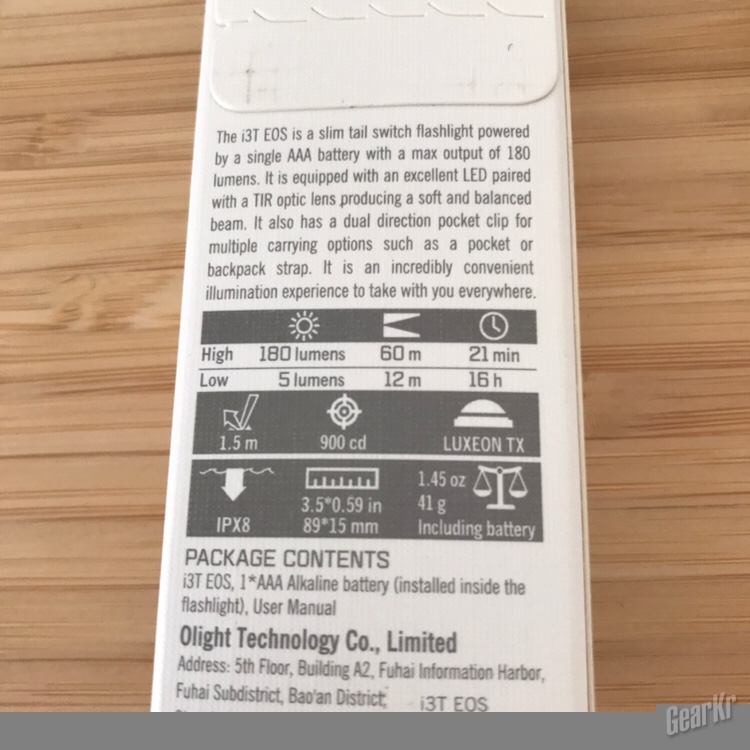 The i3T EOS is a slim tail switch flashlight powered
by a single AAA battery with a max output of 180
lumens. It is equipped with an excellent LED paired
with a TIR optic lens producing a soft and balanced
beam. It also has a dual direction pocket clip for
multiple carrying options such as a pocket or
backpack strap. It is an incredibly convenient
illumination experience to take with you everywhere.
High 180 lumens 60 m 21 min
Low 5 lumens 12 m 16 h
1.5 m 900 cd LUXEON TX
IPX8
3.5*0.59 in
89*15 mm
1.45 oz
41 g
Including battery
PACKAGE CONTENTS
i3T EOS, 1*AAA Alkaline battery (installed inside the
flashlight), User Manual
Olight Technology Co., Limited
Address: 5th Floor, Building A2, Fuhai Information Harbor,
Fuhai Subdistrict, Bao'an District,
i3T EOS
GearKr